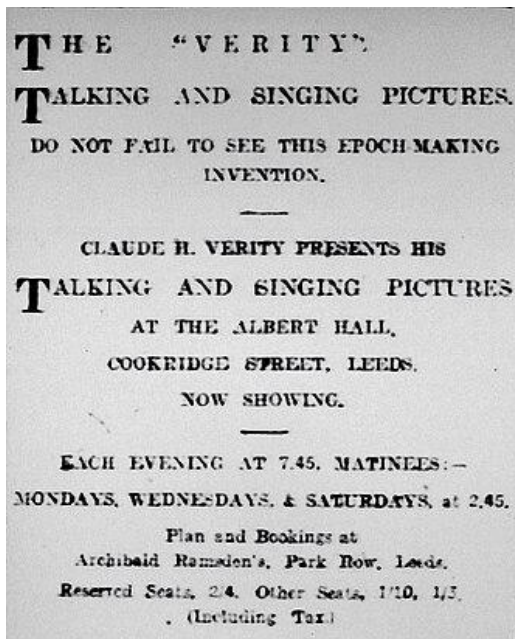 THE "VERITY"
TALKING AND SINGING PICTURES.
DO NOT FAIL TO SEE THIS EPOCH-MAKING
INVENTION.
CLAUDE H. VERITY PRESENTS HIS
TALKING AND SINGING PICTURES
AT THE ALBERT HALL,
COOKRIDGE STREET, LEEDS.
NOW SHOWING.
EACH EVENING AT 7.45. MATINEES:—
MONDAYS, WEDNESDAYS, & SATURDAYS, at 2.45.
Plan and Bookings at
Archibald Ramsden's, Park Row, Leeds.
Reserved Seats, 2/4. Other Seats, 1/10, 1/3.
(Including Tax)